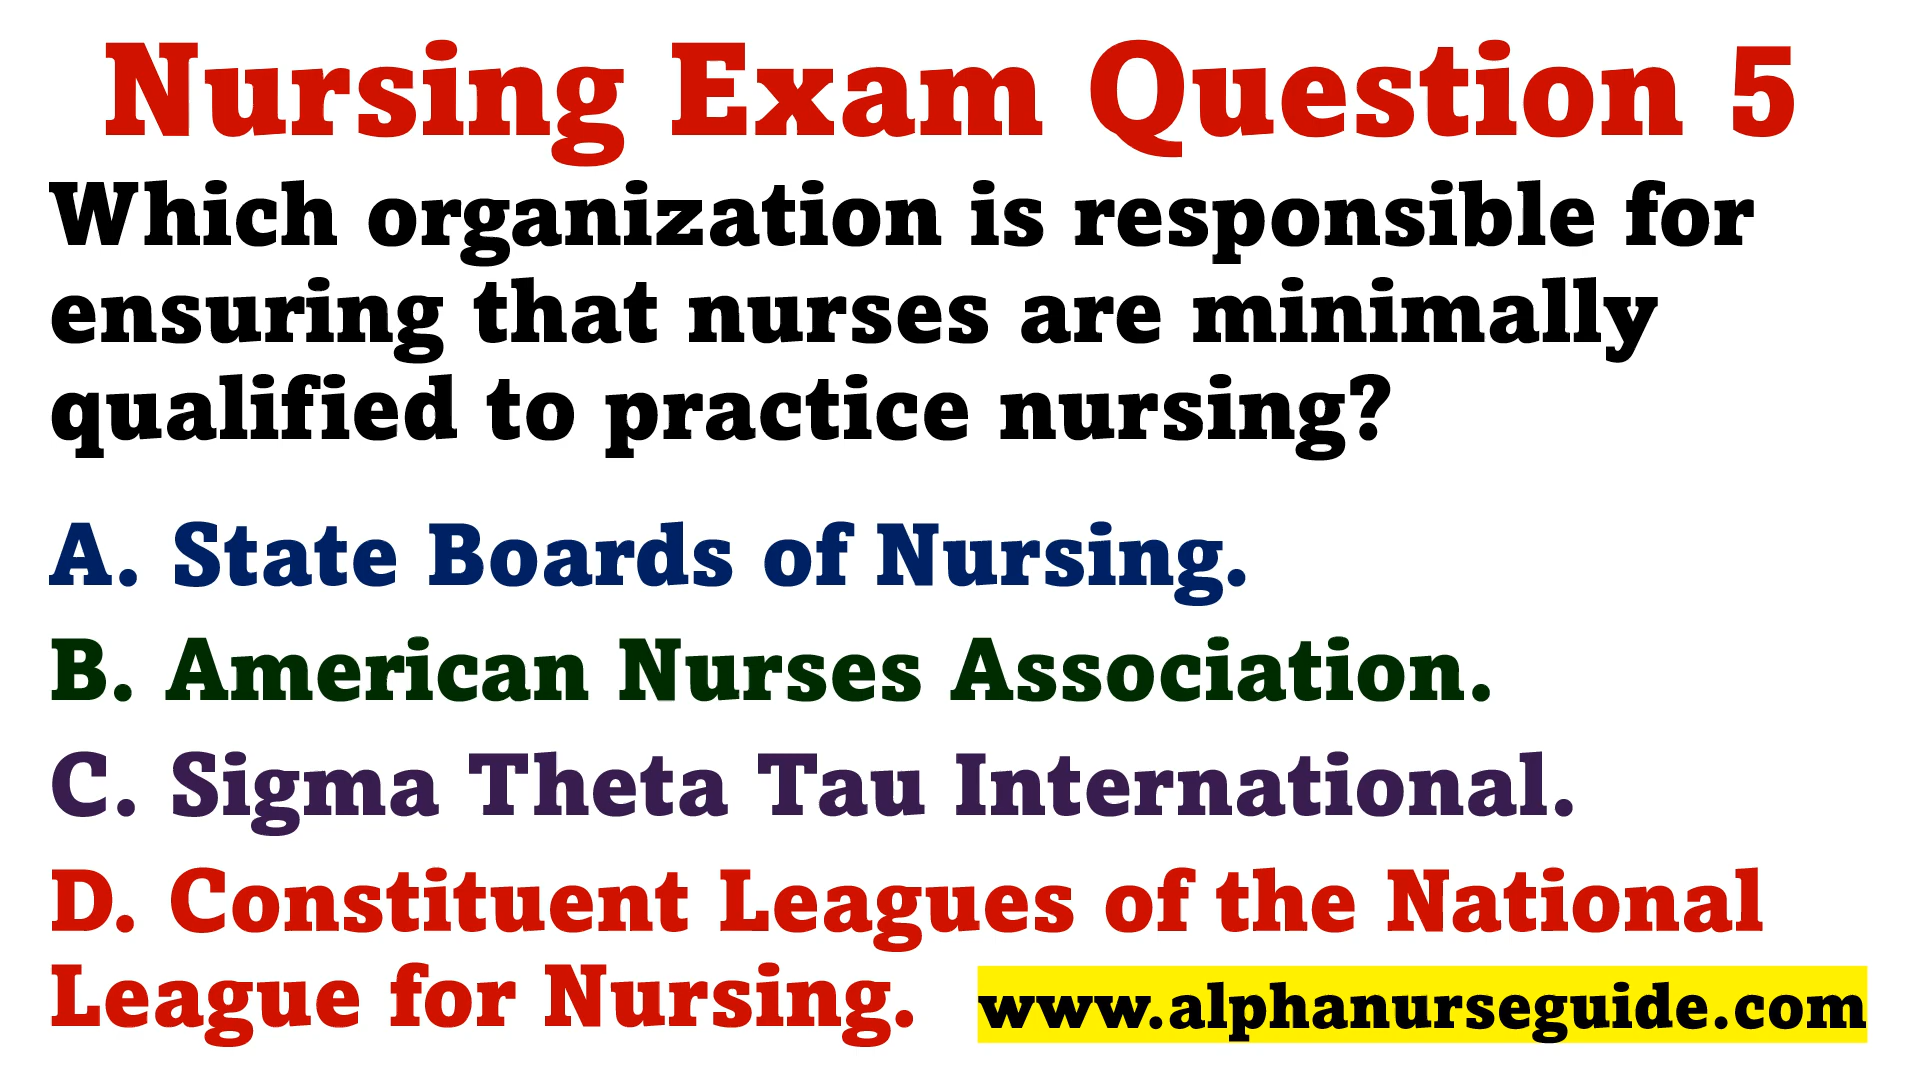 Nursing Exam Question 5
Which organization is responsible for
ensuring that nurses are minimally
qualified to practice nursing?
A. State Boards of Nursing.
B. American Nurses Association.
C. Sigma Theta Tau International.
D. Constituent Leagues of the National
League for Nursing.
www.alphanurseguide.com